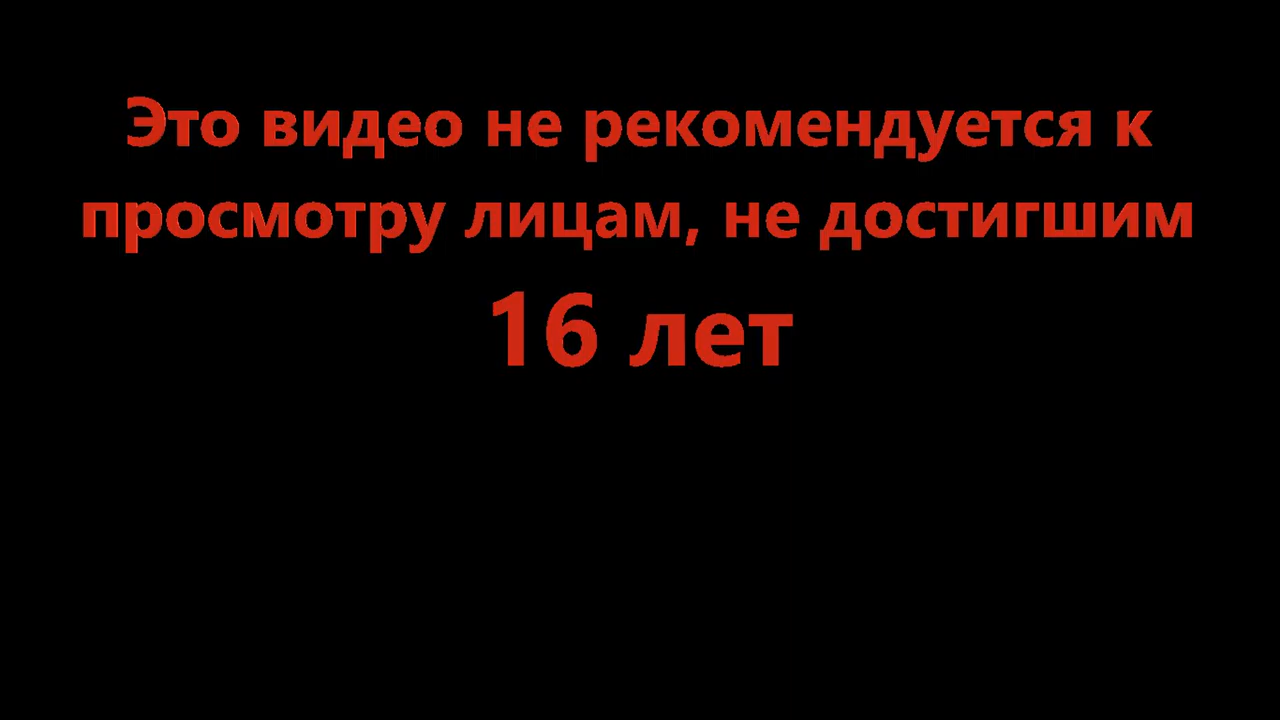 Это видео не рекомендуется к
просмотру лицам, не достигшим
16 лет